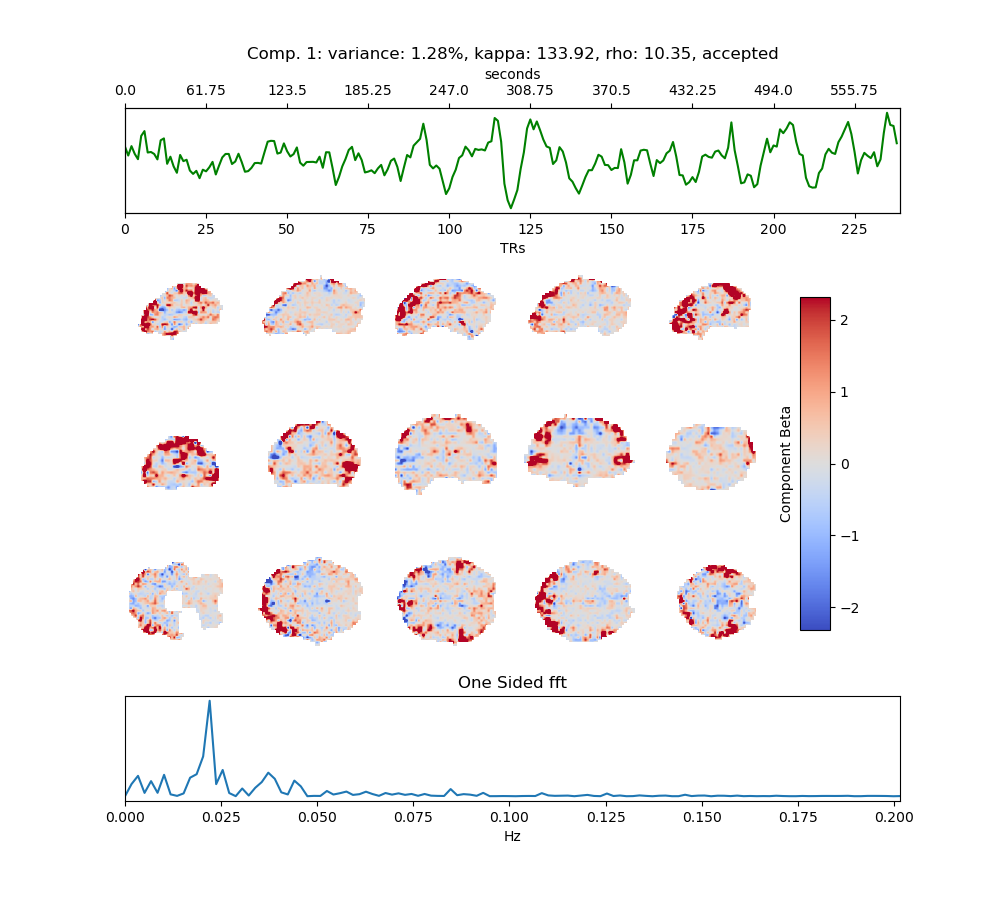 Comp. 1: variance: 1.28%, kappa: 133.92, rho: 10.35, accepted
seconds
0.0 61.75 123.5 185.25 247.0 308.75 370.5 432.25 494.0 555.75
0 25 50 75 100 125 150 175 200 225
TRs
Component Beta
2
1
0
−1
−2
One Sided fft
0.000 0.025 0.050 0.075 0.100 0.125 0.150 0.175 0.200
Hz